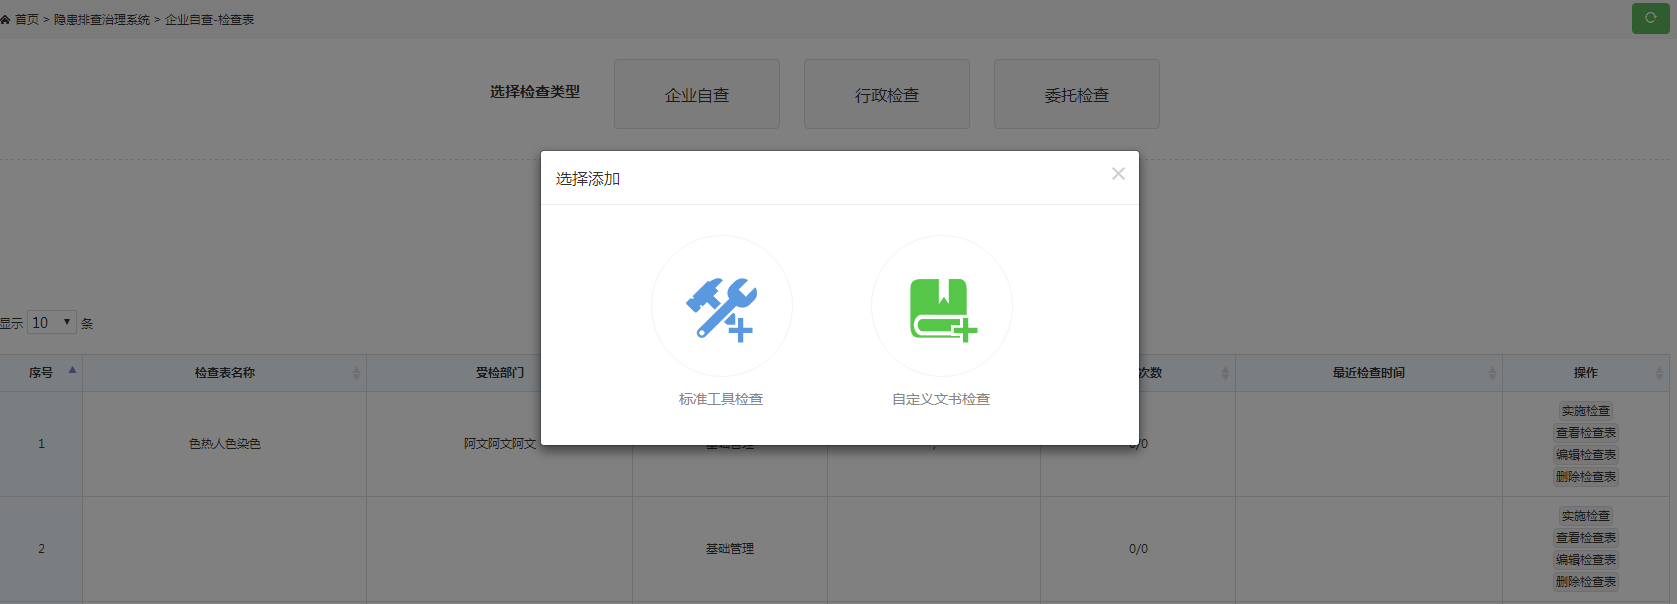 首页 > 隐患排查治理系统 > 企业自查-检查表
选择检查类型 企业自查 行政检查 委托检查
选择添加
标准工具检查 自定义文书检查
显示 10 条
序号 检查表名称 受检部门 次数 最近检查时间 操作
1 色热人色染色 阿文阿文阿文 基础管理 0/0
实施检查
查看检查表
编辑检查表
删除检查表
2 基础管理 0/0
实施检查
查看检查表
编辑检查表
删除检查表